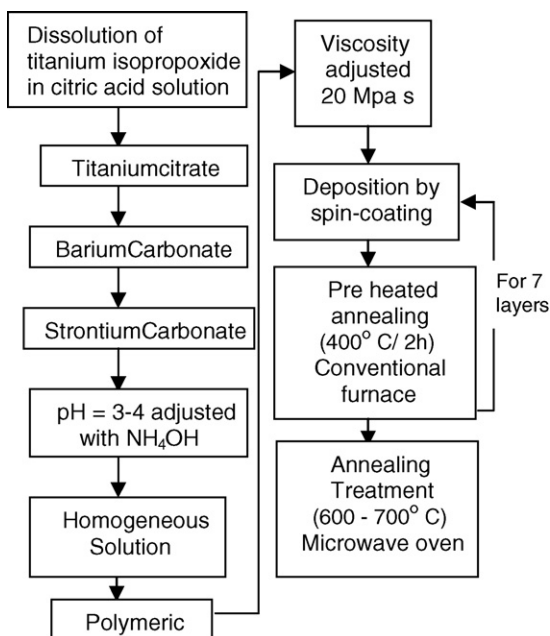 Dissolution of
titanium isopropoxide
in citric acid solution
Titaniumcitrate
BariumCarbonate
StrontiumCarbonate
pH = 3-4 adjusted
with NH₄OH
Homogeneous
Solution
Polymeric
Viscosity
adjusted
20 Mpa s
Deposition by
spin-coating
Pre heated
annealing
(400° C/ 2h)
Conventional
furnace
For 7
layers
Annealing
Treatment
(600 - 700° C)
Microwave oven